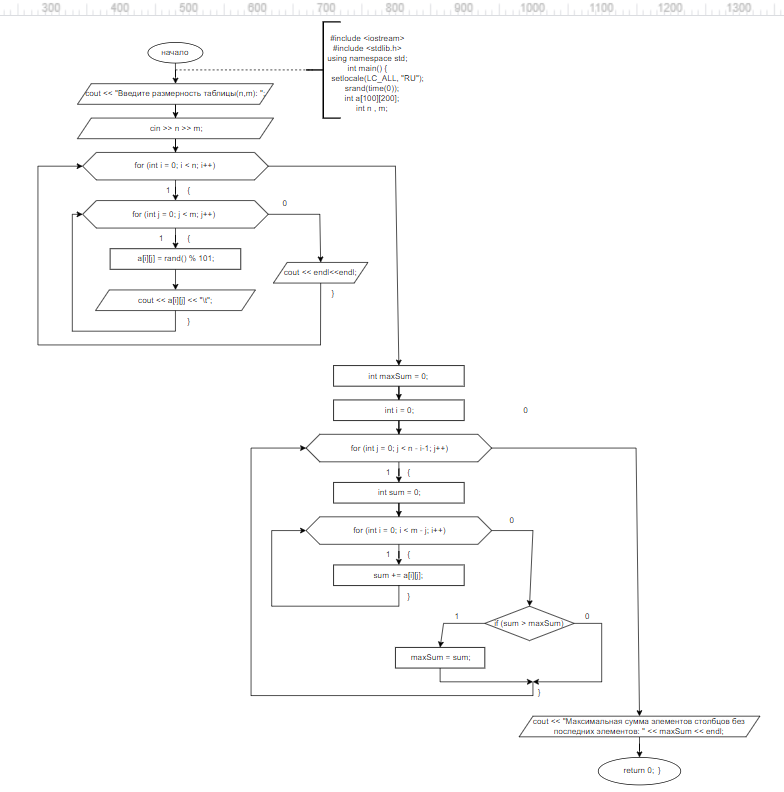 300 400 500 600 700 800 900 1000 1100 1200 1300
начало
#include <iostream>
#include <stdlib.h>
using namespace std;
int main() {
setlocale(LC_ALL, "RU");
srand(time(0));
int a[100][200];
int n , m;
cout << "Введите размерность таблицы(n,m): ";
cin >> n >> m;
for (int i = 0; i < n; i++)
1 {
for (int j = 0; j < m; j++)
0
1 {
a[i][j] = rand() % 101;
cout << endl<<endl;
cout << a[i][j] << "\t";
}
}
int maxSum = 0;
int i = 0;
0
for (int j = 0; j < n - i-1; j++)
1 {
int sum = 0;
for (int i = 0; i < m - j; i++)
0
1 {
sum += a[i][j];
}
1
if (sum > maxSum)
0
maxSum = sum;
}
cout << "Максимальная сумма элементов столбцов без
последних элементов: " << maxSum << endl;
return 0; }